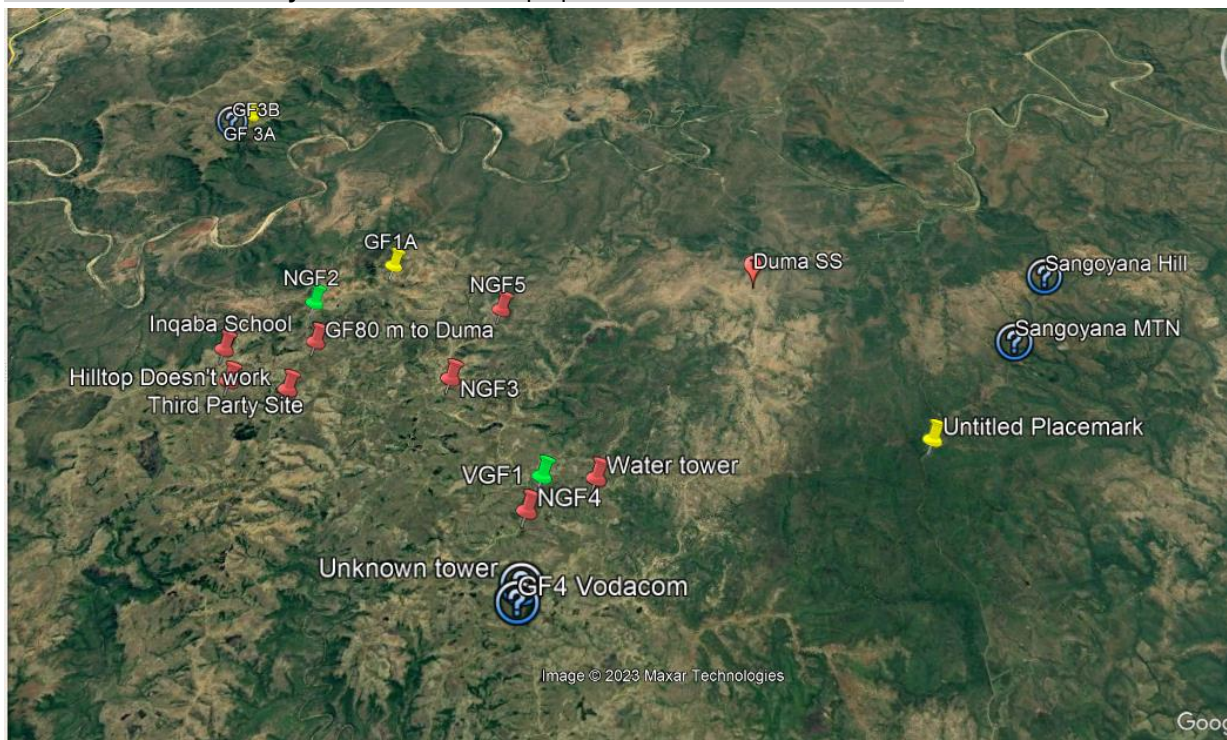 GF3B
GF 3A
GF1A
NGF2
NGF5
Duma SS
Sangoyana Hill
Inqaba School
GF80 m to Duma
Sangoyana MTN
Hilltop Doesn't work
NGF3
Third Party Site
Untitled Placemark
VGF1
Water tower
NGF4
Unknown tower
GF4 Vodacom
Image © 2023 Maxar Technologies
Goo